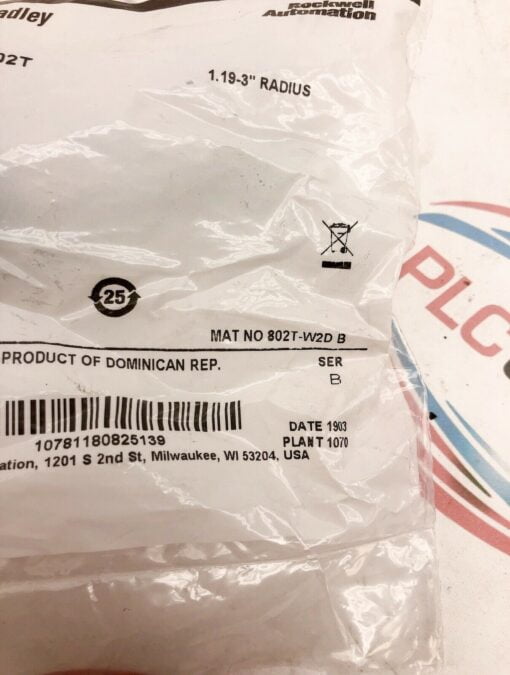 adley
Rockwell
Automation
02T
1.19-3" RADIUS
25
MAT NO 802T-W2D B
PRODUCT OF DOMINICAN REP.
SER
B
10781180825139
DATE 1903
PLANT 1070
ation, 1201 S 2nd St, Milwaukee, WI 53204, USA
PLC